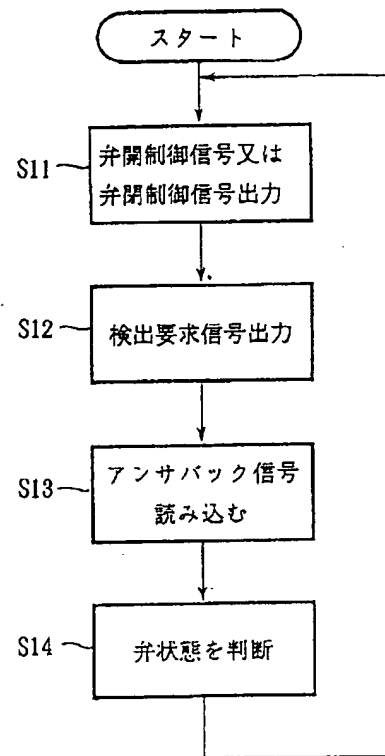 スタート
S11
弁開制御信号又は
弁閉制御信号出力
S12
検出要求信号出力
S13
アンサバック信号
読み込む
S14
弁状態を判断